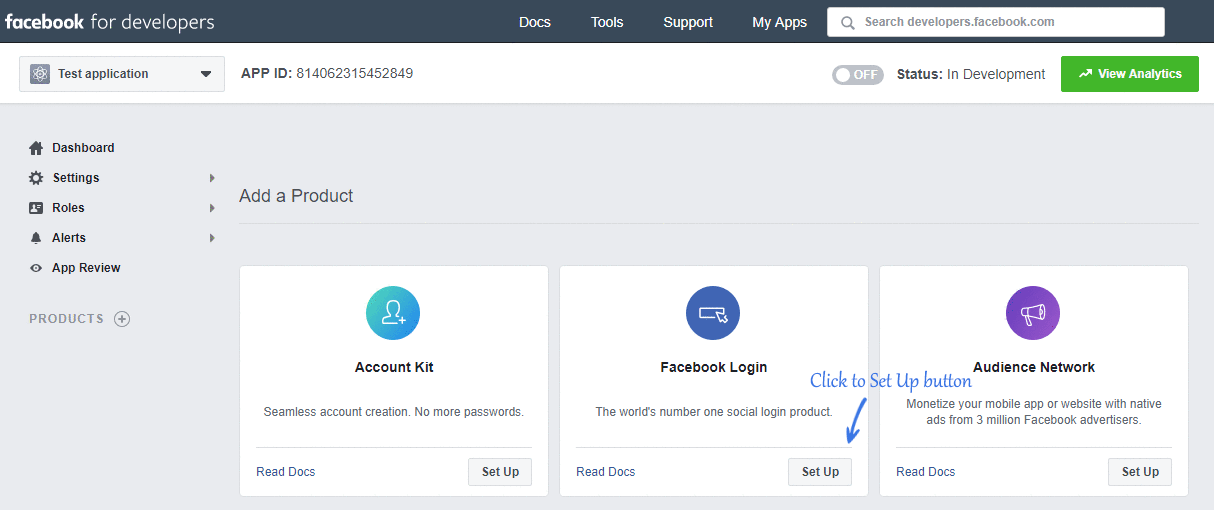 facebook for developers
Docs
Tools
Support
My Apps
Search developers.facebook.com
Test application
APP ID: 814062315452849
OFF
Status: In Development
View Analytics
Dashboard
Settings
Roles
Alerts
App Review
PRODUCTS
Add a Product
Account Kit
Seamless account creation. No more passwords.
Read Docs
Set Up
Facebook Login
Click to Set Up button
The world's number one social login product.
Read Docs
Set Up
Audience Network
Monetize your mobile app or website with native
ads from 3 million Facebook advertisers.
Read Docs
Set Up